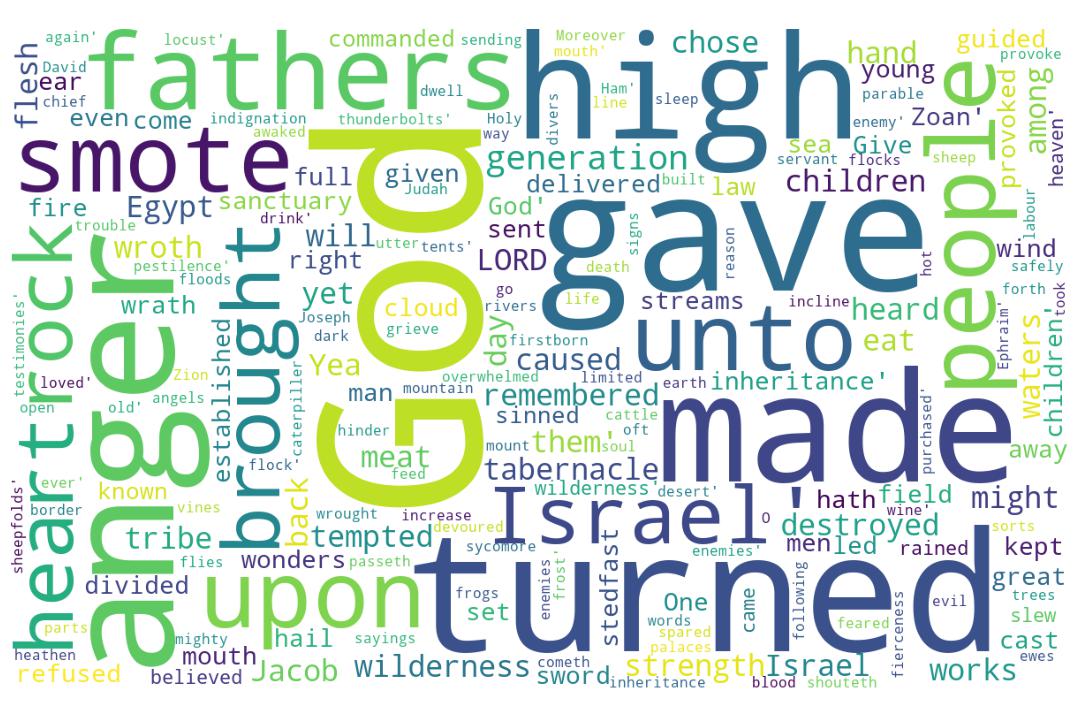 again'
locust'
commanded
sending
Moreover
mouth'
chose
hand
guided
provoke
flesh
David
ear
chief
fathers
dwell
high
Ham'
line
sleep
divers
young
parable
people
provoked
among
heaven'
even
come
indignation
awaked
thunderbolts'
Holy
way
enemy'
Zoan'
smote
God
given
Judah
generation
sea
Give
servant
flocks
sheep
full
delivered
built
law
children
fire
Egypt
sanctuary
drink'
God'
sent
gave
signs
reason
hot
labour
trouble
wroth
will
utter
tents'
right
LORD
death
wind
safely
pestilence'
floods
yet
cloud
go
rivers
life
streams
incline
heard
forth
took
wrath
Joseph
dark
grieve
day
firstborn
unto
eat
Ephraim'
waters
children'
rock
anger
brought
testimonies'
established
caterpiller
Yea
caused
overwhelmed
limited
earth
inheritance'
loved'
Zion
man
mountain
remembered
made
open
old'
angels
sinned
cattle
oft
purchased'
hinder
mount
them'
soul
away
heart
flock'
meat
feed
tabernacle
ever'
known
back
wilderness'
desert'
hath
field
might
sheepfolds'
border
vines
wrought
increase
devoured
Israel'
O
wine'
destroyed
sorts
tribe
tempted
sycomore
enemies'
men
led
rained
kept
flies
wonders
passeth
turned
divided
upon
frogs
set
enemies
frost'
stedfast
One
words
came
following
feared
fierceness
evil
great
trees
slew
parts
mighty
hail
sayings
spared
palaces
cast
heathen
mouth
wilderness
cometh
strength
Israel
ewes
refused
believed
Jacob
sword
inheritance
blood
shouteth
works